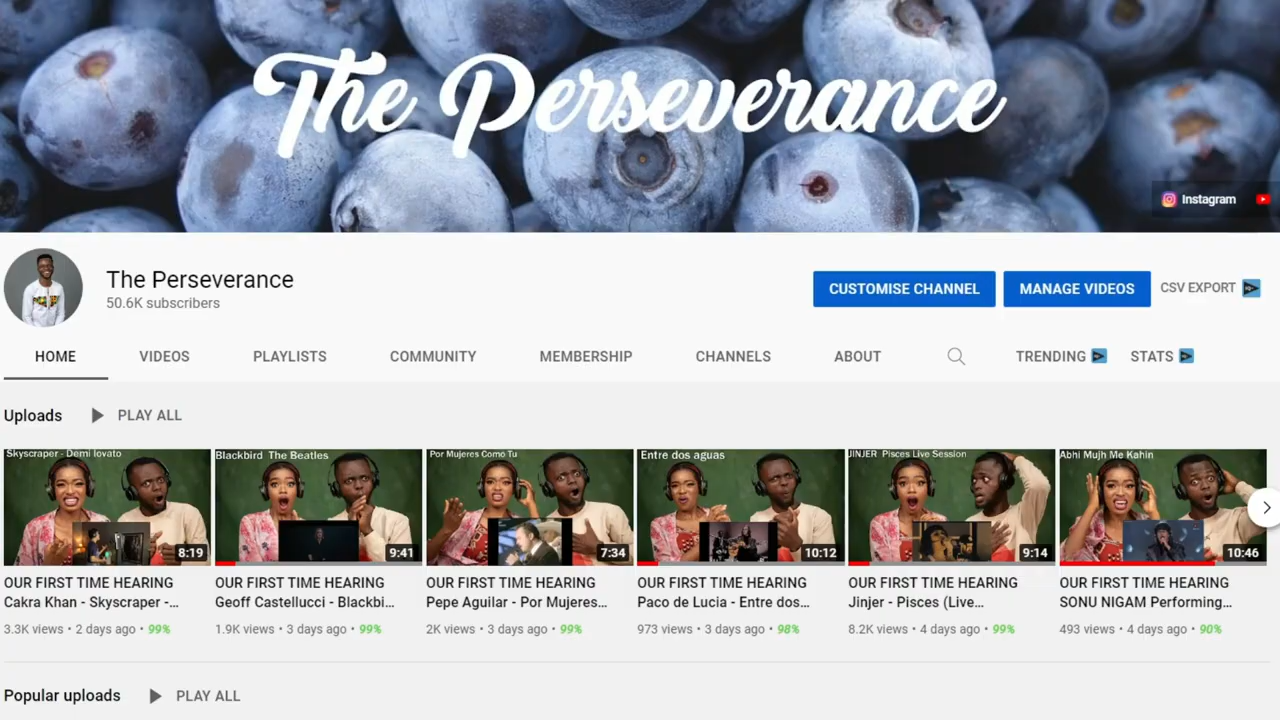 The Perseverance
Instagram
The Perseverance
50.6K subscribers
CUSTOMISE CHANNEL
MANAGE VIDEOS
CSV EXPORT
HOME
VIDEOS
PLAYLISTS
COMMUNITY
MEMBERSHIP
CHANNELS
ABOUT
TRENDING
STATS
Uploads
PLAY ALL
Skyscraper - Demi lovato
8:19
OUR FIRST TIME HEARING
Cakra Khan - Skyscraper -...
3.3K views • 2 days ago • 99%
Blackbird The Beatles
9:41
OUR FIRST TIME HEARING
Geoff Castellucci - Blackbi...
1.9K views • 3 days ago • 99%
Por Mujeres Como Tu
7:34
OUR FIRST TIME HEARING
Pepe Aguilar - Por Mujeres...
2K views • 3 days ago • 99%
Entre dos aguas
10:12
OUR FIRST TIME HEARING
Paco de Lucia - Entre dos...
973 views • 3 days ago • 98%
JINJER Pisces Live Session
9:14
OUR FIRST TIME HEARING
Jinjer - Pisces (Live...
8.2K views • 4 days ago • 99%
Abhi Mujh Me Kahin
10:46
OUR FIRST TIME HEARING
SONU NIGAM Performing...
493 views • 4 days ago • 90%
Popular uploads
PLAY ALL